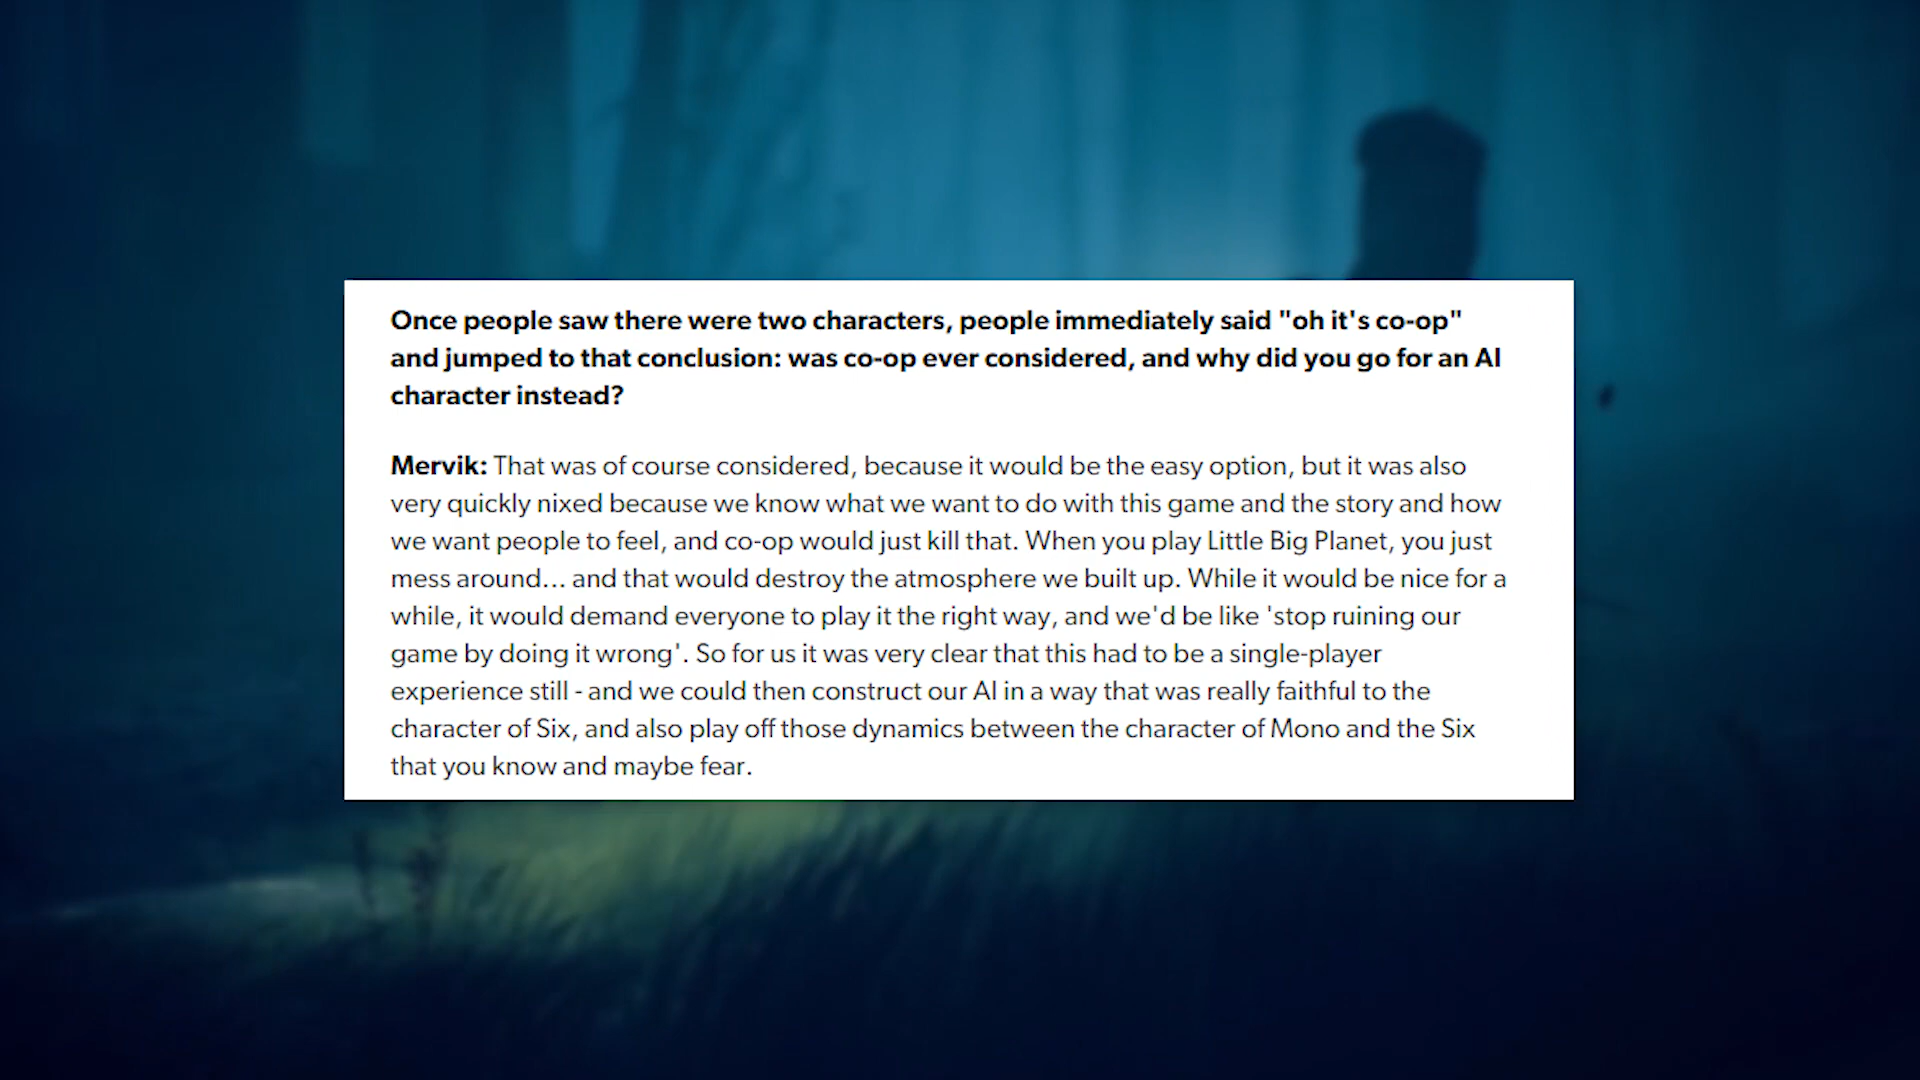 Once people saw there were two characters, people immediately said "oh it's co-op"
and jumped to that conclusion: was co-op ever considered, and why did you go for an AI
character instead?
Mervik: That was of course considered, because it would be the easy option, but it was also
very quickly nixed because we know what we want to do with this game and the story and how
we want people to feel, and co-op would just kill that. When you play Little Big Planet, you just
mess around... and that would destroy the atmosphere we built up. While it would be nice for a
while, it would demand everyone to play it the right way, and we'd be like 'stop ruining our
game by doing it wrong'. So for us it was very clear that this had to be a single-player
experience still - and we could then construct our AI in a way that was really faithful to the
character of Six, and also play off those dynamics between the character of Mono and the Six
that you know and maybe fear.